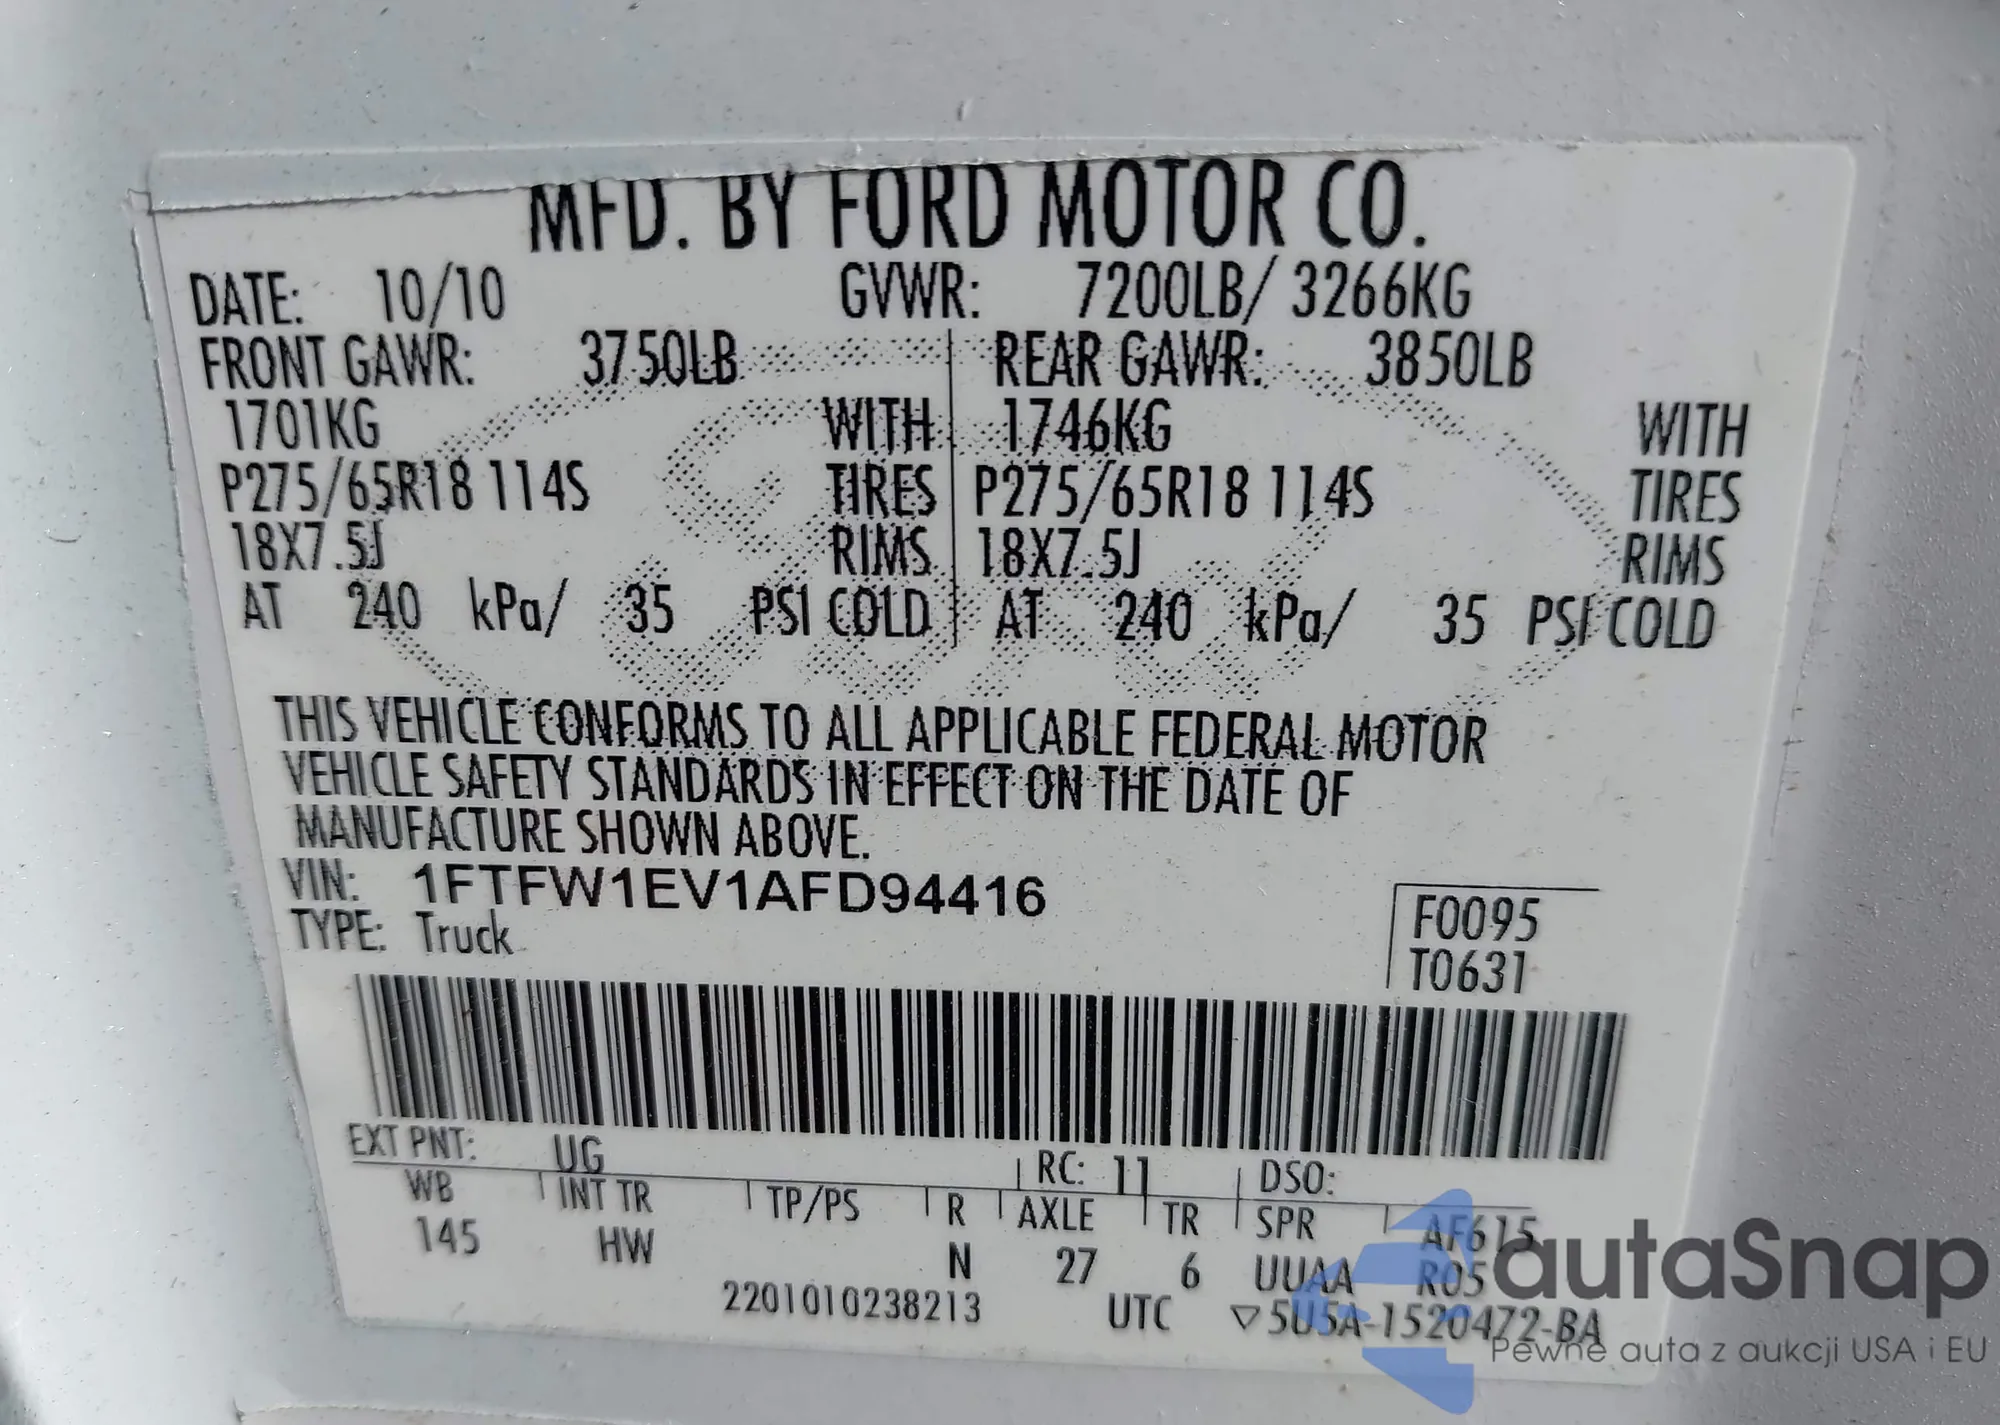 MFD. BY FORD MOTOR CO.
DATE: 10/10 GVWR: 7200LB/ 3266KG
FRONT GAWR: 3750LB REAR GAWR: 3850LB
1701KG WITH 1746KG WITH
P275/65R18 114S TIRES P275/65R18 114S TIRES
18X7.5J RIMS 18X7.5J RIMS
AT 240 kPa/ 35 PSI COLD AT 240 kPa/ 35 PSI COLD
THIS VEHICLE CONFORMS TO ALL APPLICABLE FEDERAL MOTOR
VEHICLE SAFETY STANDARDS IN EFFECT ON THE DATE OF
MANUFACTURE SHOWN ABOVE.
VIN: 1FTFW1EV1AFD94416
TYPE: Truck
F0095
T0631
EXT PNT: UG RC: 11 DSO:
WB INT TR TP/PS R AXLE TR SPR AF615
145 HW N 27 6 UUAA R05
2201010238213 UTC ▽5U5A-1520472-BA
autaSnap
Pewne auta z aukcji USA i EU